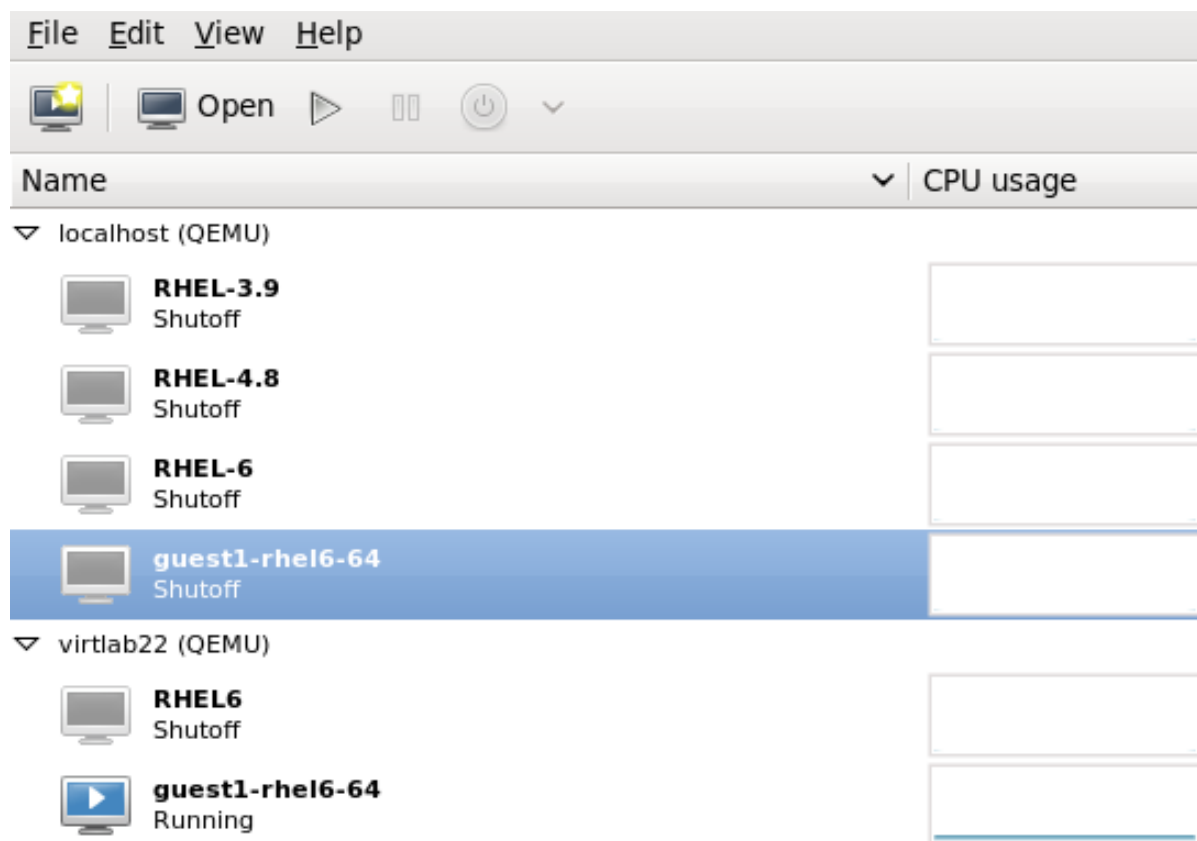 File Edit View Help
Open
Name CPU usage
localhost (QEMU)
RHEL-3.9
Shutoff
RHEL-4.8
Shutoff
RHEL-6
Shutoff
guest1-rhel6-64
Shutoff
virtlab22 (QEMU)
RHEL6
Shutoff
guest1-rhel6-64
Running